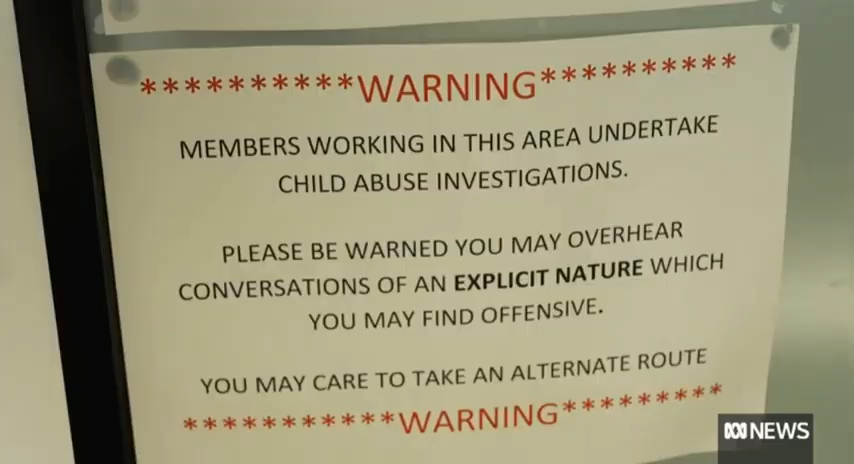 **********WARNING**********
MEMBERS WORKING IN THIS AREA UNDERTAKE
CHILD ABUSE INVESTIGATIONS.
PLEASE BE WARNED YOU MAY OVERHEAR
CONVERSATIONS OF AN EXPLICIT NATURE WHICH
YOU MAY FIND OFFENSIVE.
YOU MAY CARE TO TAKE AN ALTERNATE ROUTE
***********WARNING*********
ABC NEWS